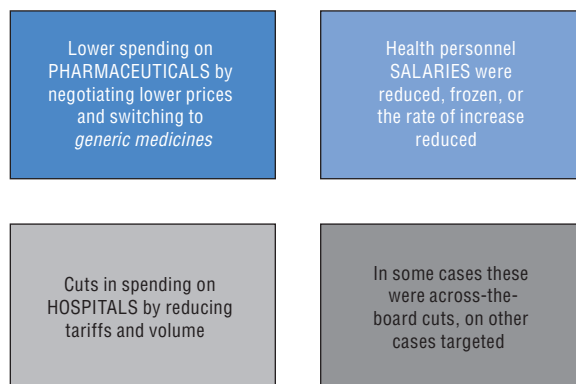 Lower spending on
PHARMACEUTICALS by
negotiating lower prices
and switching to
generic medicines
Health personnel
SALARIES were
reduced, frozen, or
the rate of increase
reduced
Cuts in spending on
HOSPITALS by reducing
tariffs and volume
In some cases these
were across-the-
board cuts, on other
cases targeted